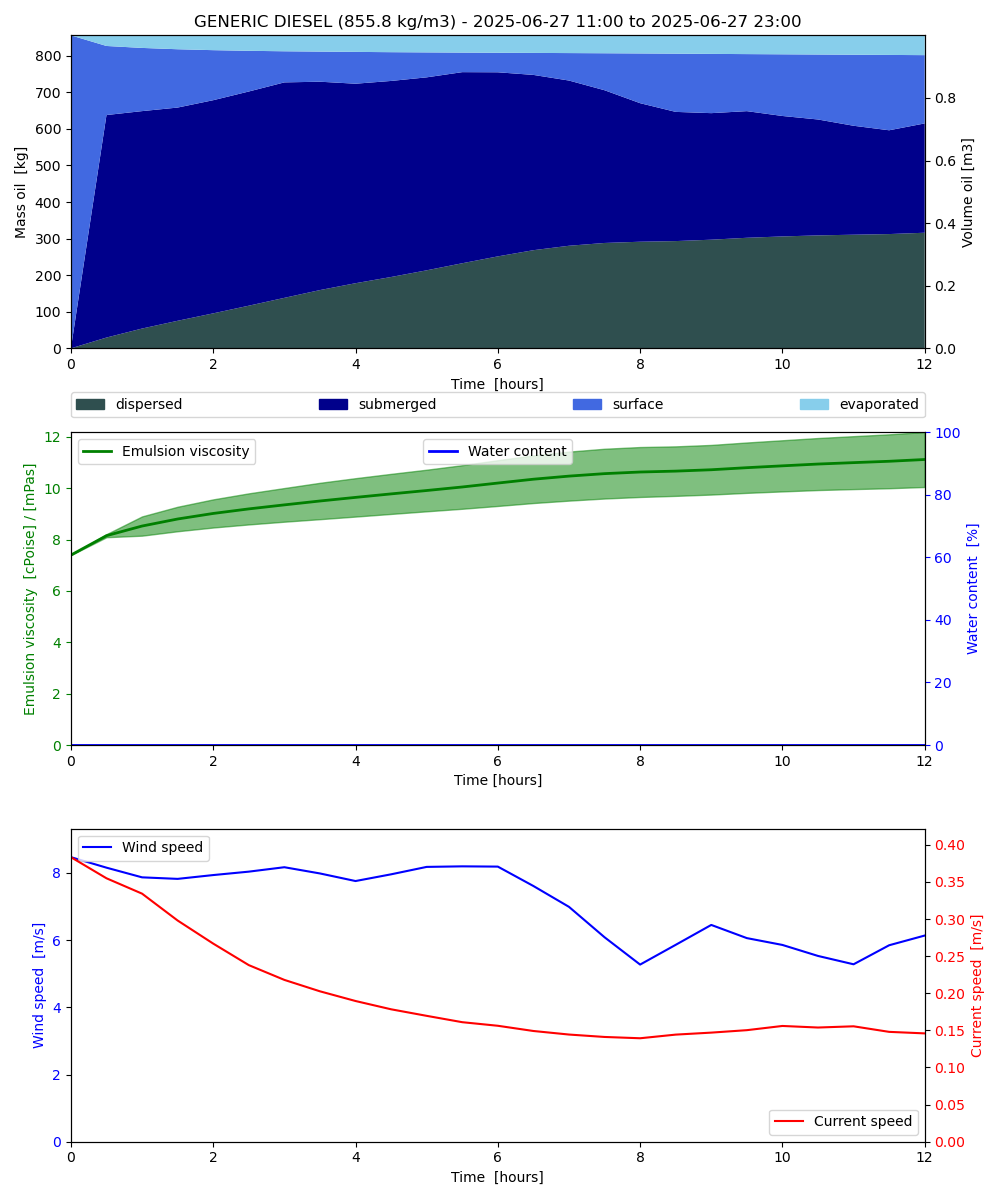 GENERIC DIESEL (855.8 kg/m3) - 2025-06-27 11:00 to 2025-06-27 23:00
800
700
600
500
400
300
200
100
0
Mass oil [kg]
0.8
0.6
0.4
0.2
0.0
Volume oil [m3]
0 2 4 6 8 10 12
Time [hours]
dispersed submerged surface evaporated
12
10
8
6
4
2
0
Emulsion viscosity [cPoise] / [mPas]
Emulsion viscosity
Water content
100
80
60
40
20
0
Water content [%]
0 2 4 6 8 10 12
Time [hours]
8
6
4
2
0
Wind speed [m/s]
Wind speed
0.40
0.35
0.30
0.25
0.20
0.15
0.10
0.05
0.00
Current speed [m/s]
Current speed
0 2 4 6 8 10 12
Time [hours]